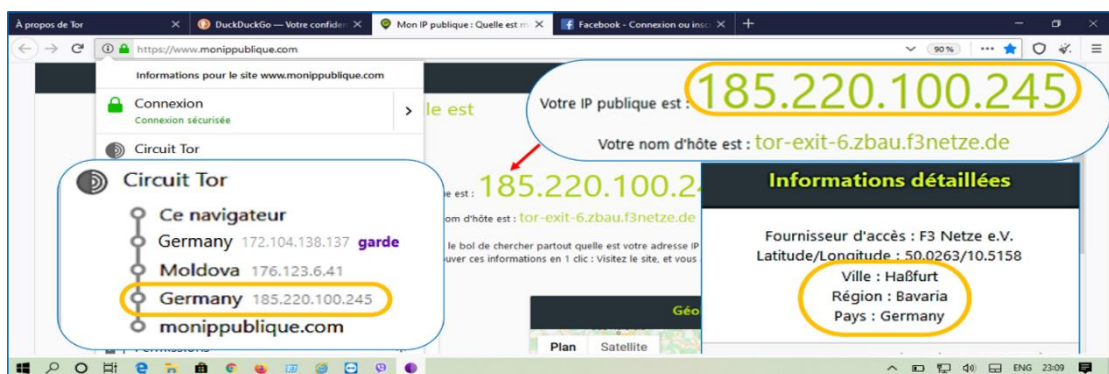 À propos de Tor
DuckDuckGo — Votre confiden
Mon IP publique : Quelle est m
Facebook - Connexion ou insc
https://www.monippublique.com
90%
Informations pour le site www.monippublique.com
Connexion
Connexion sécurisée
Circuit Tor
le est
Votre IP publique est : 185.220.100.245
Votre nom d'hôte est : tor-exit-6.zbau.f3netze.de
e est : 185.220.100.24
om d'hôte est : tor-exit-6.zbau.f3netze.de
le bol de chercher partout quelle est votre adresse IP
uver ces informations en 1 clic : Visitez le site, et vous
Circuit Tor
Ce navigateur
Germany 172.104.138.137 garde
Moldova 176.123.6.41
Germany 185.220.100.245
monippublique.com
Permissions
Géo
Plan
Satellite
Informations détaillées
Fournisseur d'accès : F3 Netze e.V.
Latitude/Longitude : 50.0263/10.5158
Ville : Haßfurt
Région : Bavaria
Pays : Germany
ENG
23:09